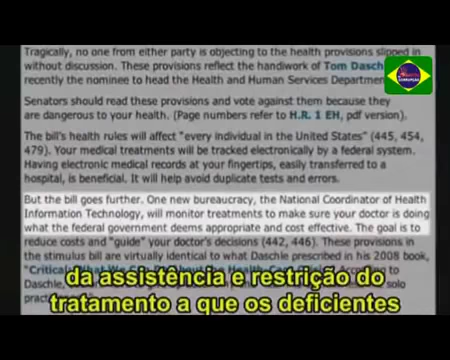 Tragically, no one from either party is objecting to the health provisions slipped in
without discussion. These provisions reflect the handwork of Tom Daschle,
recently the nominee to head the Health and Human Services Department
Senators should read these provisions and vote against them because they
are dangerous to your health. (Page numbers refer to H.R. 1 EH, pdf version).
The bill's health rules will affect "every individual in the United States" (445, 454,
479). Your medical treatments will be tracked electronically by a federal system.
Having electronic medical records at your fingertips, easily transferred to a
hospital, is beneficial. It will help avoid duplicate tests and errors.
But the bill goes further. One new bureaucracy, the National Coordinator of Health
Information Technology, will monitor treatments to make sure your doctor is doing
what the federal government deems appropriate and cost effective. The goal is to
reduce costs and "guide" your doctor's decisions (442, 446). These provisions in
the stimulus bill are virtually identical to what Daschle prescribed in his 2008 book,
"Critical: What We
Daschle,
solo
da assistência e restrição do
tratamento a que os deficientes